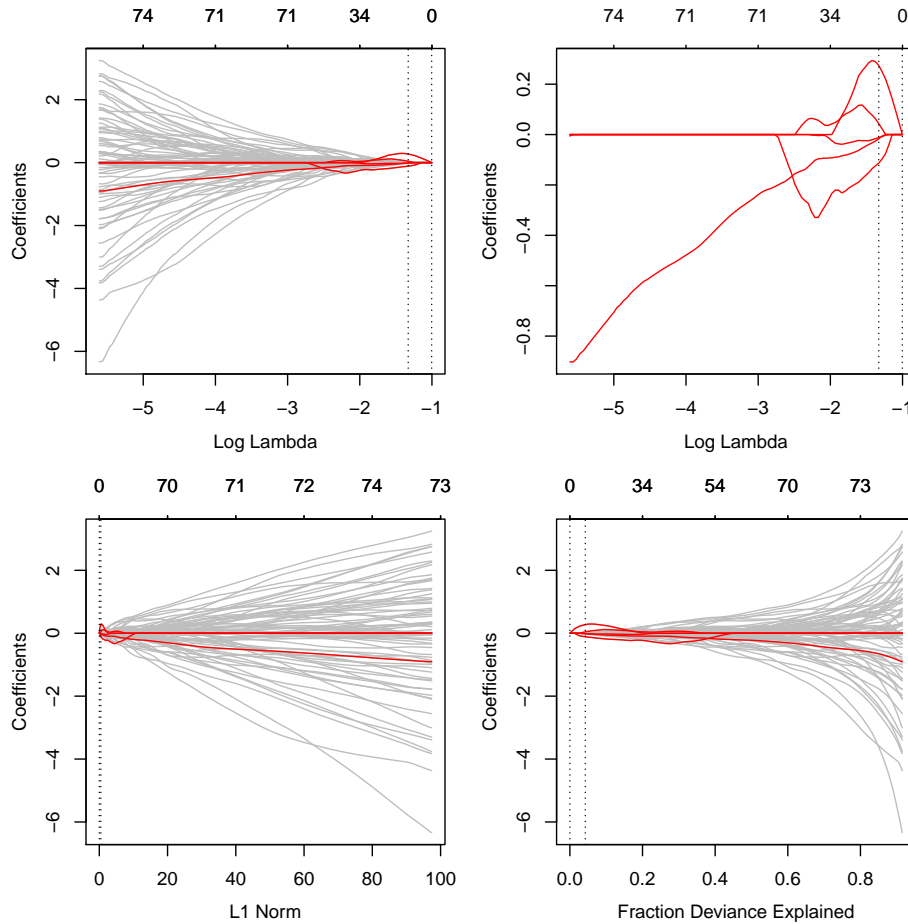 74 71 71 34 0
2
0
−2
−4
−6
Coefficients
−5 −4 −3 −2 −1
Log Lambda
74 71 71 34 0
0.2
0.0
−0.4
−0.8
Coefficients
−5 −4 −3 −2 −1
Log Lambda
0 70 71 72 74 73
2
0
−2
−4
−6
Coefficients
0 20 40 60 80 100
L1 Norm
0 34 54 70 73
2
0
−2
−4
−6
Coefficients
0.0 0.2 0.4 0.6 0.8
Fraction Deviance Explained